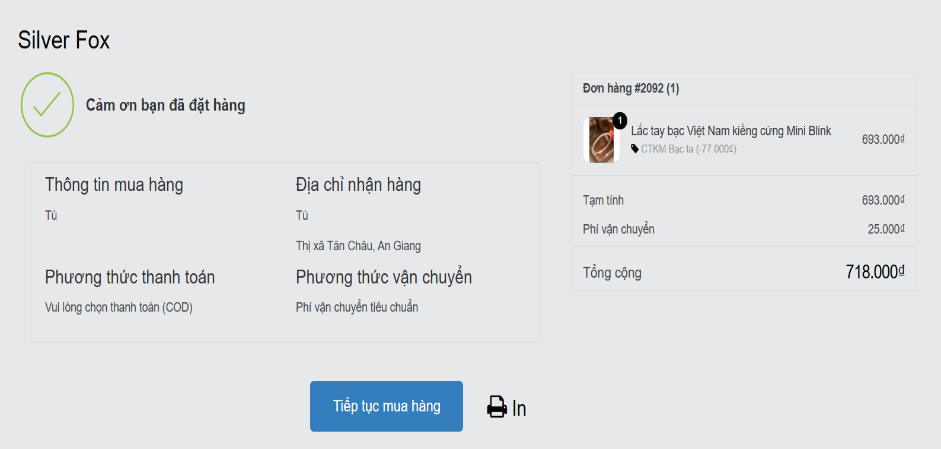 Silver Fox
Cảm ơn bạn đã đặt hàng
Thông tin mua hàng
Tú
Địa chỉ nhận hàng
Tú
Thị xã Tân Châu, An Giang
Phương thức thanh toán
Vui lòng chọn thanh toán (COD)
Phương thức vận chuyển
Phí vận chuyển tiêu chuẩn
Tiếp tục mua hàng
In
Đơn hàng #2092 (1)
1
Lắc tay bạc Việt Nam kiềng cứng Mini Blink
693.000₫
CTKM Bạc ta (-77 000₫)
Tạm tính 693.000₫
Phí vận chuyển 25.000₫
Tổng cộng 718.000₫